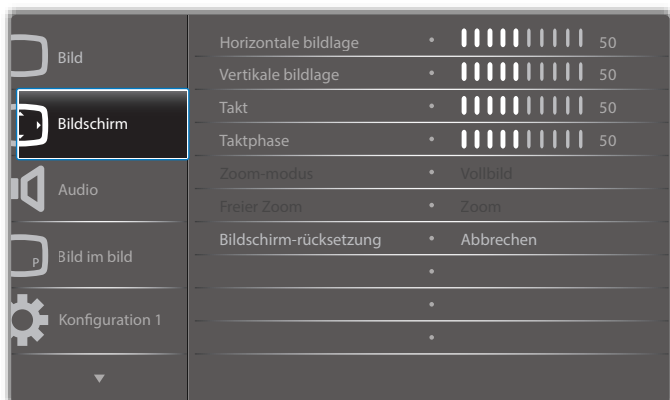 Bild
Bildschirm
Audio
P
Bild im bild
Konfiguration 1
Horizontale bildlage • 50
Vertikale bildlage • 50
Takt • 50
Taktphase • 50
Zoom-modus • Vollbild
Freier Zoom • Zoom
Bildschirm-rücksetzung • Abbrechen
•
•
•